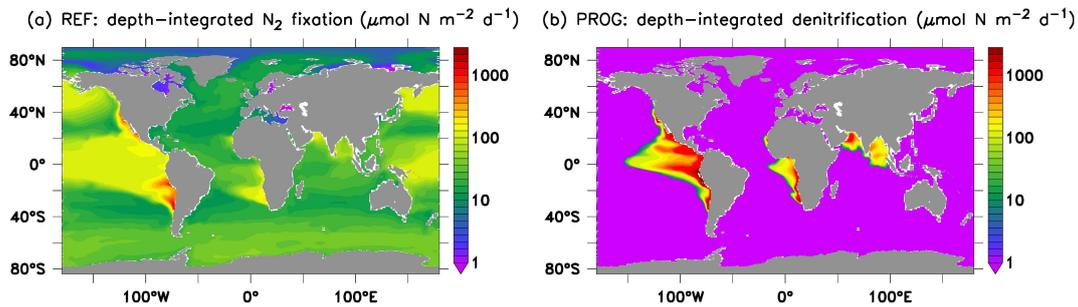 (a) REF: depth-integrated N₂ fixation (μmol N m⁻² d⁻¹)
(b) PROG: depth-integrated denitrification (μmol N m⁻² d⁻¹)
80°N
40°N
0°
40°S
80°S
100°W
0°
100°E
1000
100
10
1
80°N
40°N
0°
40°S
80°S
100°W
0°
100°E
1000
100
10
1